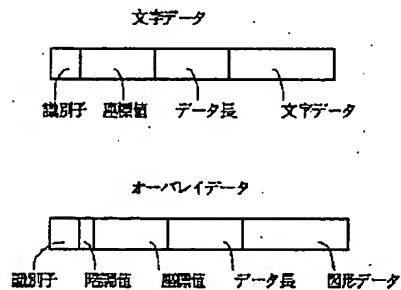 文字データ
識別子 座標値 データ長 文字データ
オーバレイデータ
識別子 階調値 座標値 データ長 図形データ